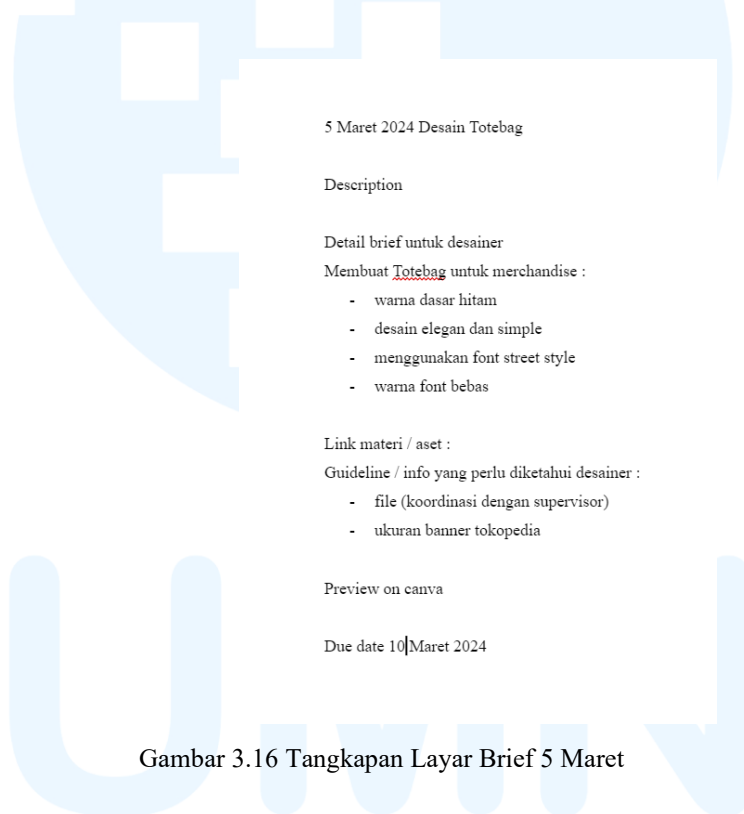 5 Maret 2024 Desain Totebag
Description
Detail brief untuk desainer
Membuat Totebag untuk merchandise :
- warna dasar hitam
- desain elegan dan simple
- menggunakan font street style
- warna font bebas
Link materi / aset :
Guideline / info yang perlu diketahui desainer :
- file (koordinasi dengan supervisor)
- ukuran banner tokopedia
Preview on canva
Due date 10 Maret 2024
UMN
Gambar 3.16 Tangkapan Layar Brief 5 Maret